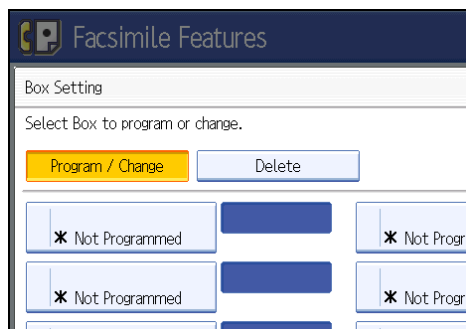 Facsimile Features
Box Setting
Select Box to program or change.
Program / Change Delete
* Not Programmed * Not Progr
* Not Programmed * Not Progr